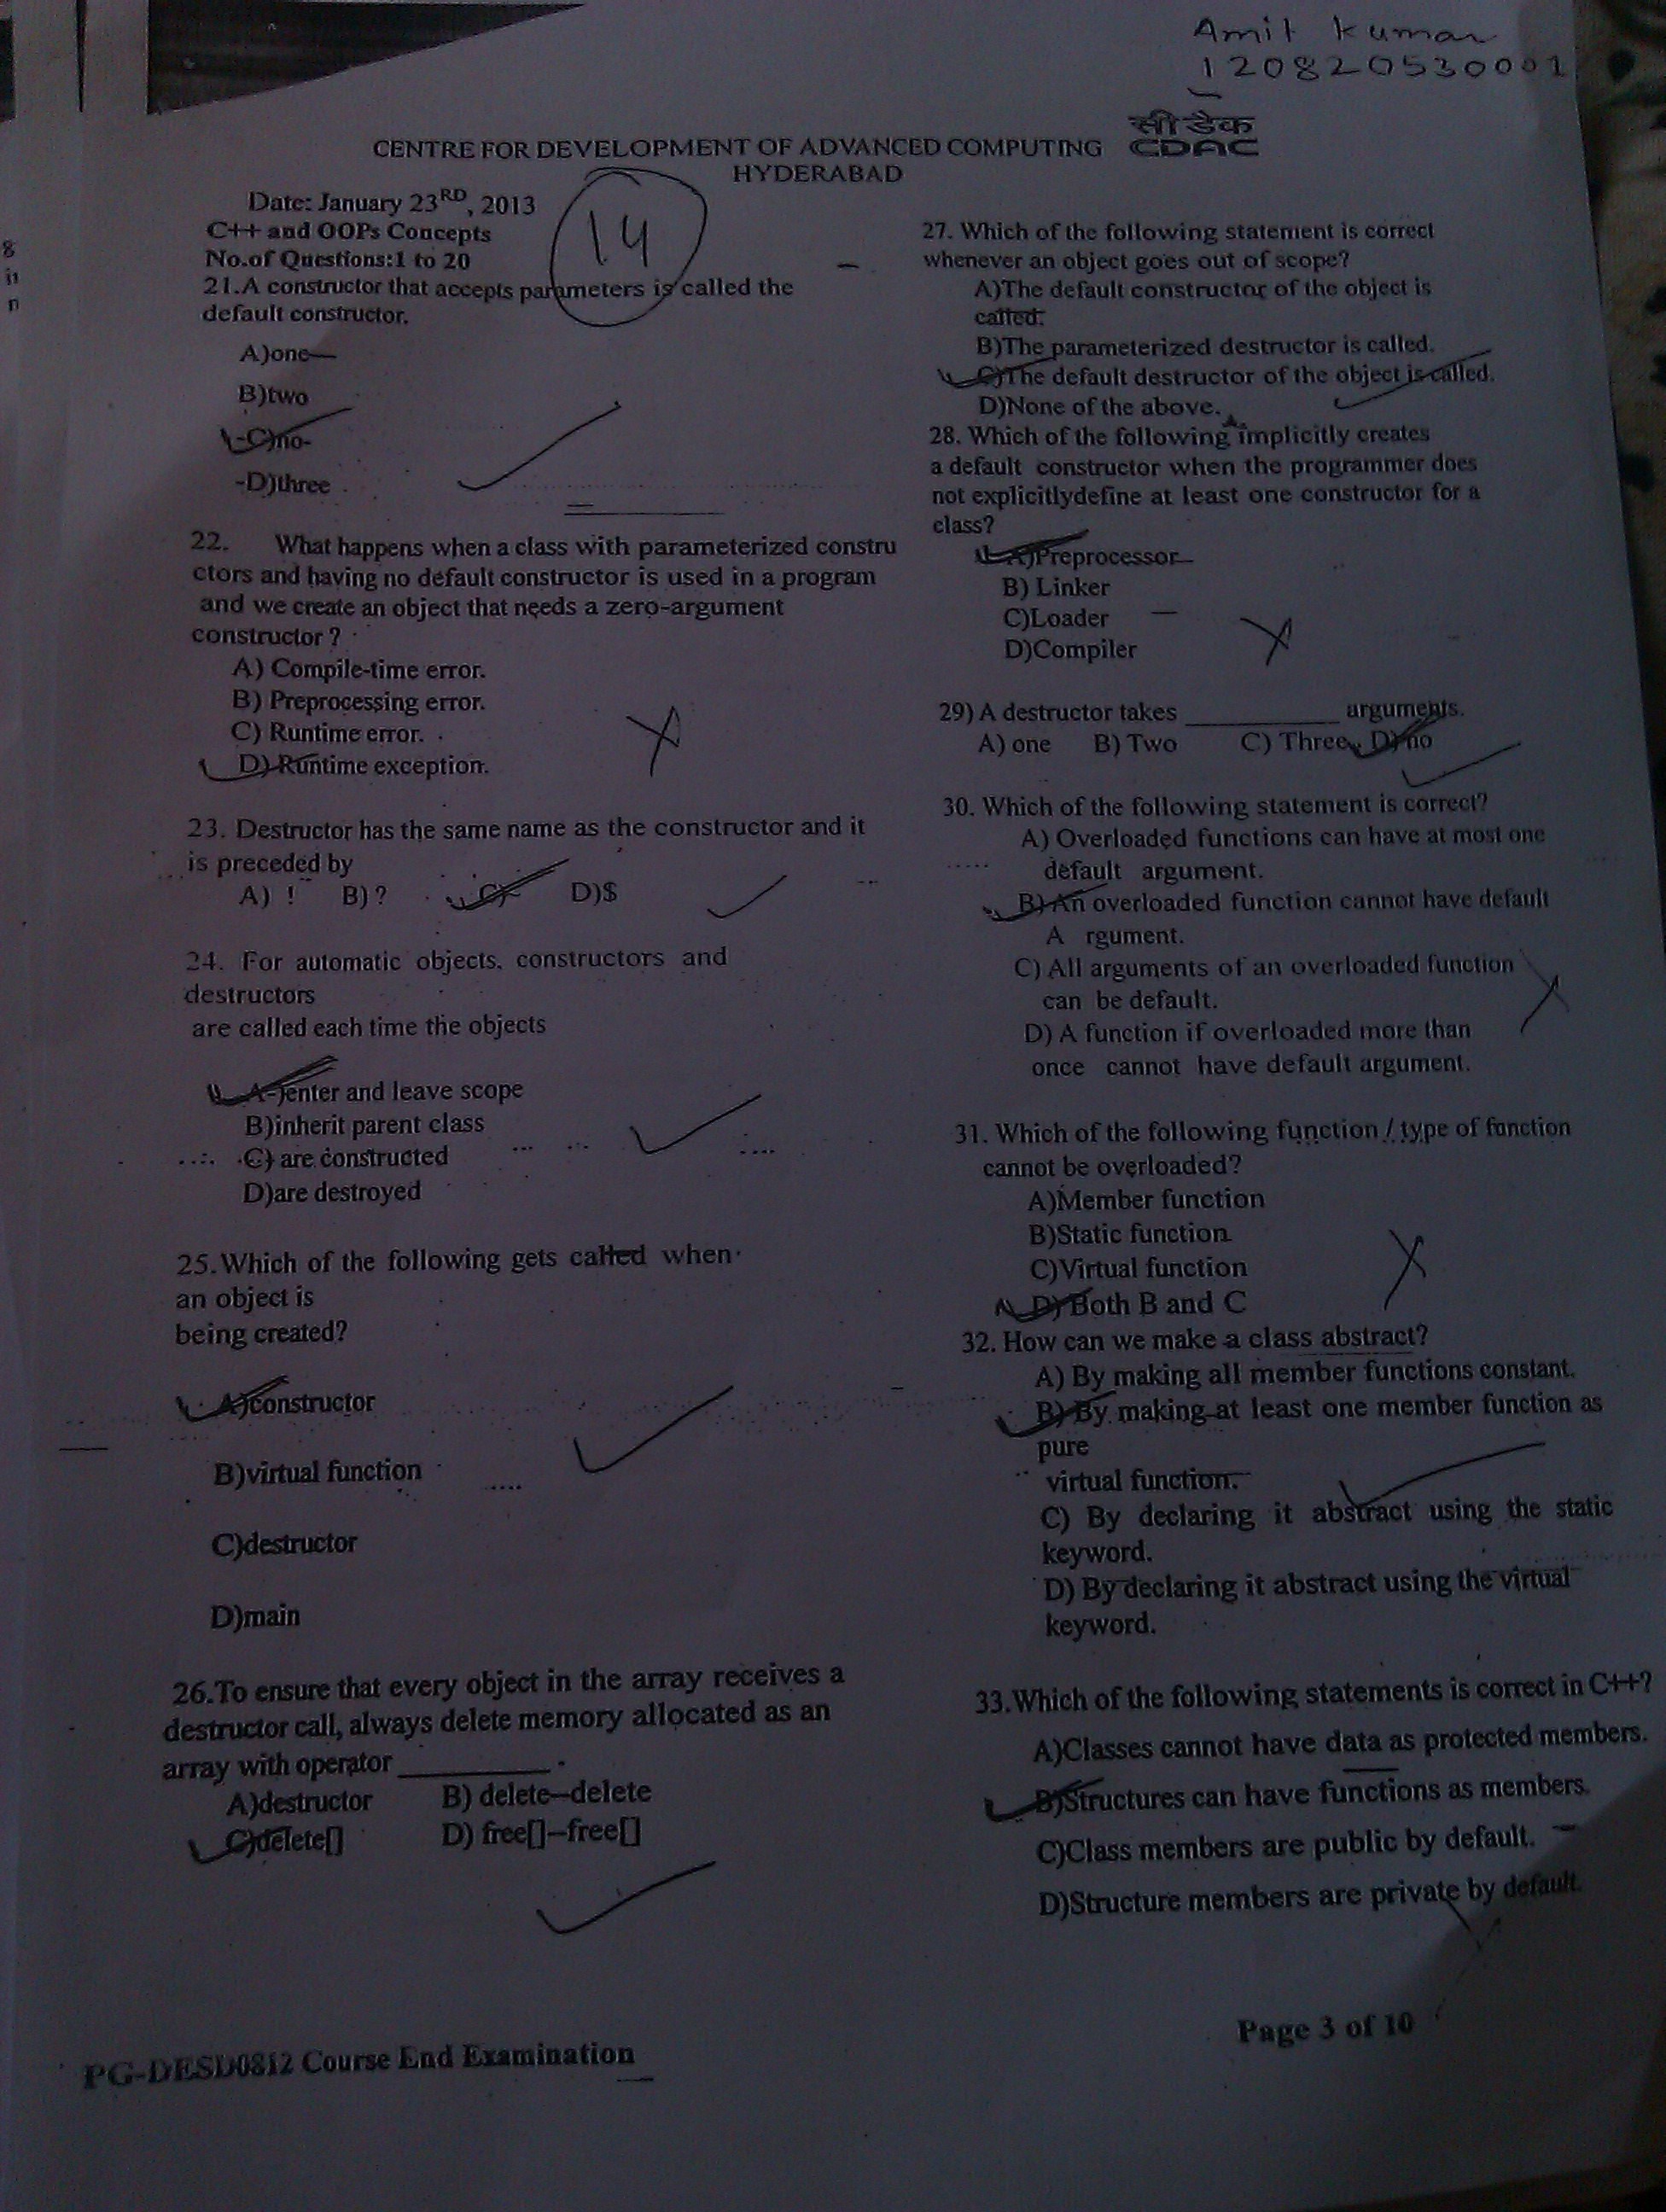 Amit Kumar
120820530001
सी डैक
CENTRE FOR DEVELOPMENT OF ADVANCED COMPUTING CDAC
HYDERABAD
Date: January 23RD, 2013
C++ and OOPs Concepts
No.of Questions:1 to 20
14
21.A constructor that accepts parameters is called the
default constructor.
A)one
B)two
C)no
D)three
22. What happens when a class with parameterized constru
ctors and having no default constructor is used in a program
and we create an object that needs a zero-argument
constructor ?
A) Compile-time error.
B) Preprocessing error.
C) Runtime error.
D) Runtime exception.
23. Destructor has the same name as the constructor and it
is preceded by
A) ! B) ? C) D)$
24. For automatic objects, constructors and
destructors
are called each time the objects
A-)enter and leave scope
B)inherit parent class
C) are constructed
D)are destroyed
25.Which of the following gets called when
an object is
being created?
A)constructor
B)virtual function
C)destructor
D)main
26.To ensure that every object in the array receives a
destructor call, always delete memory allocated as an
array with operator ___________.
A)destructor B) delete--delete
C)delete[] D) free[]--free[]
27. Which of the following statement is correct
whenever an object goes out of scope?
A)The default constructor of the object is
called.
B)The parameterized destructor is called.
C)The default destructor of the object is called.
D)None of the above.
28. Which of the following implicitly creates
a default constructor when the programmer does
not explicitlydefine at least one constructor for a
class?
A)Preprocessor
B) Linker
C)Loader
D)Compiler
29) A destructor takes ___________ arguments.
A) one B) Two C) Three D) no
30. Which of the following statement is correct?
A) Overloaded functions can have at most one
default argument.
B) An overloaded function cannot have default
A rgument.
C) All arguments of an overloaded function
can be default.
D) A function if overloaded more than
once cannot have default argument.
31. Which of the following function / type of function
cannot be overloaded?
A)Member function
B)Static function
C)Virtual function
D) Both B and C
32. How can we make a class abstract?
A) By making all member functions constant.
B) By making at least one member function as
pure
virtual function.
C) By declaring it abstract using the static
keyword.
D) By declaring it abstract using the virtual
keyword.
33.Which of the following statements is correct in C++?
A)Classes cannot have data as protected members.
B)Structures can have functions as members.
C)Class members are public by default.
D)Structure members are private by default.
PG-DESD0812 Course End Examination
Page 3 of 10